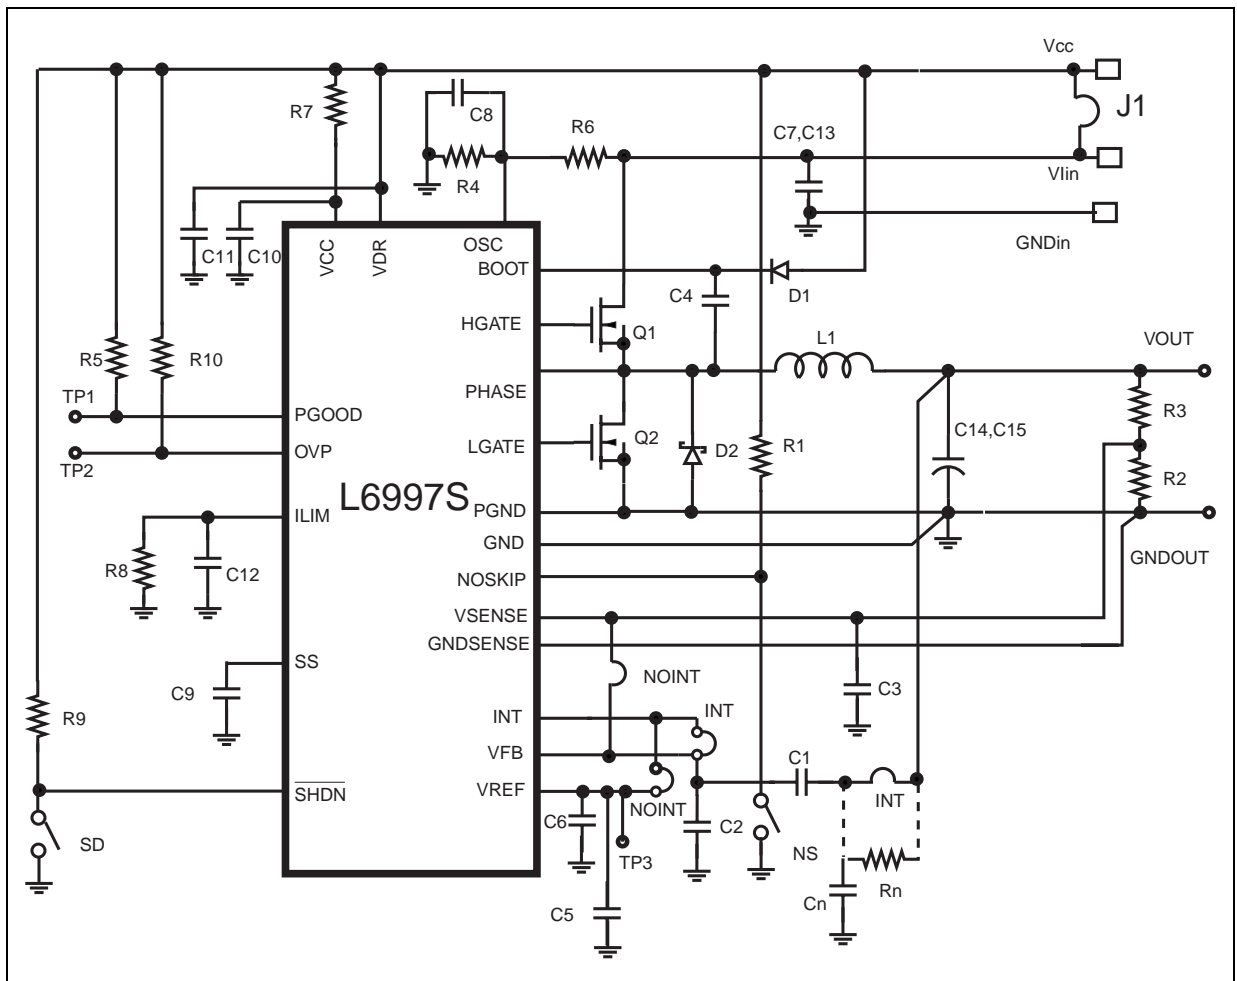 Vcc
J1
R7
C8
R6
C7,C13
R4
VIin
C11
C10
VCC
VDR
OSC
GNDin
BOOT
C4
D1
HGATE
Q1
L1
VOUT
R5
R10
PHASE
TP1
PGOOD
R3
LGATE
Q2
D2
R1
C14,C15
TP2
OVP
R2
L6997S
PGND
ILIM
GND
GNDOUT
R8
C12
NOSKIP
VSENSE
GNDSENSE
SS
C9
NOINT
C3
R9
INT
INT
VFB
C1
SHDN
VREF
NOINT
INT
C6
C2
SD
TP3
NS
Rn
C5
Cn